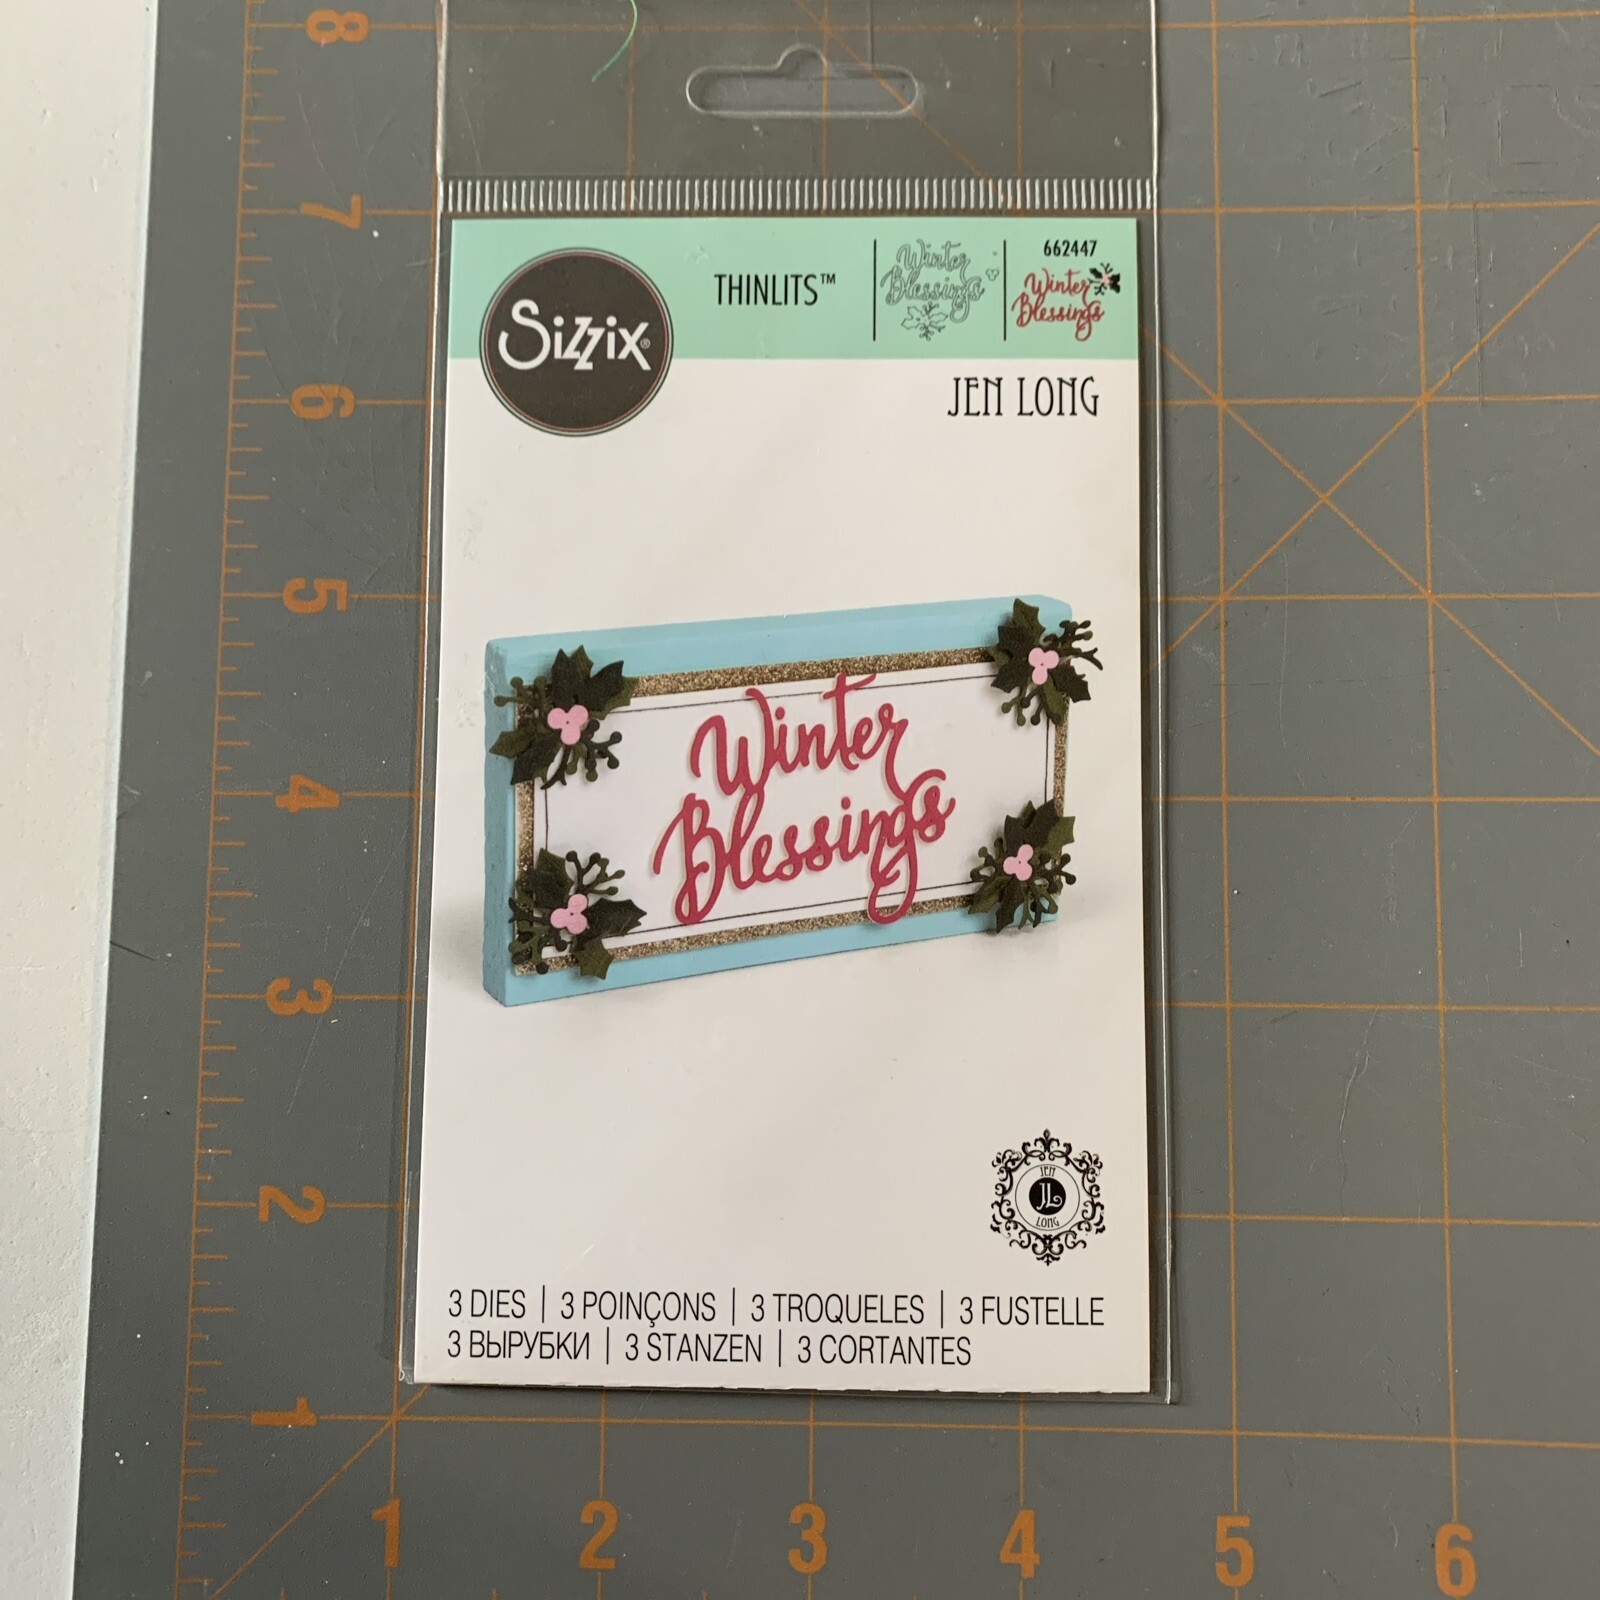 8
7
6
5
4
3
2
1
Sizzix®
THINLITS™
Winter
Blessings
662447
Winter
Blessings
JEN LONG
Winter
Blessings
JEN
JL
LONG
3 DIES | 3 POINÇONS | 3 TROQUELES | 3 FUSTELLE
3 ВЫРУБКИ | 3 STANZEN | 3 CORTANTES
1 2 3 4 5 6